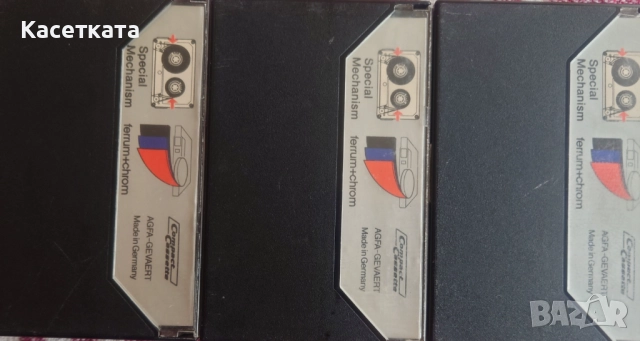 Касетката
Special
Mechanism
ferrum+chrom
Compact
Cassette
AGFA-GEVAERT
Made in Germany
Special
Mechanism
ferrum+chrom
Compact
Cassette
AGFA-GEVAERT
Made in Germany
Special
Mechanism
ferrum+chrom
Compact
Cassette
AGFA-GEVAERT
Made in Germany
BAZAR